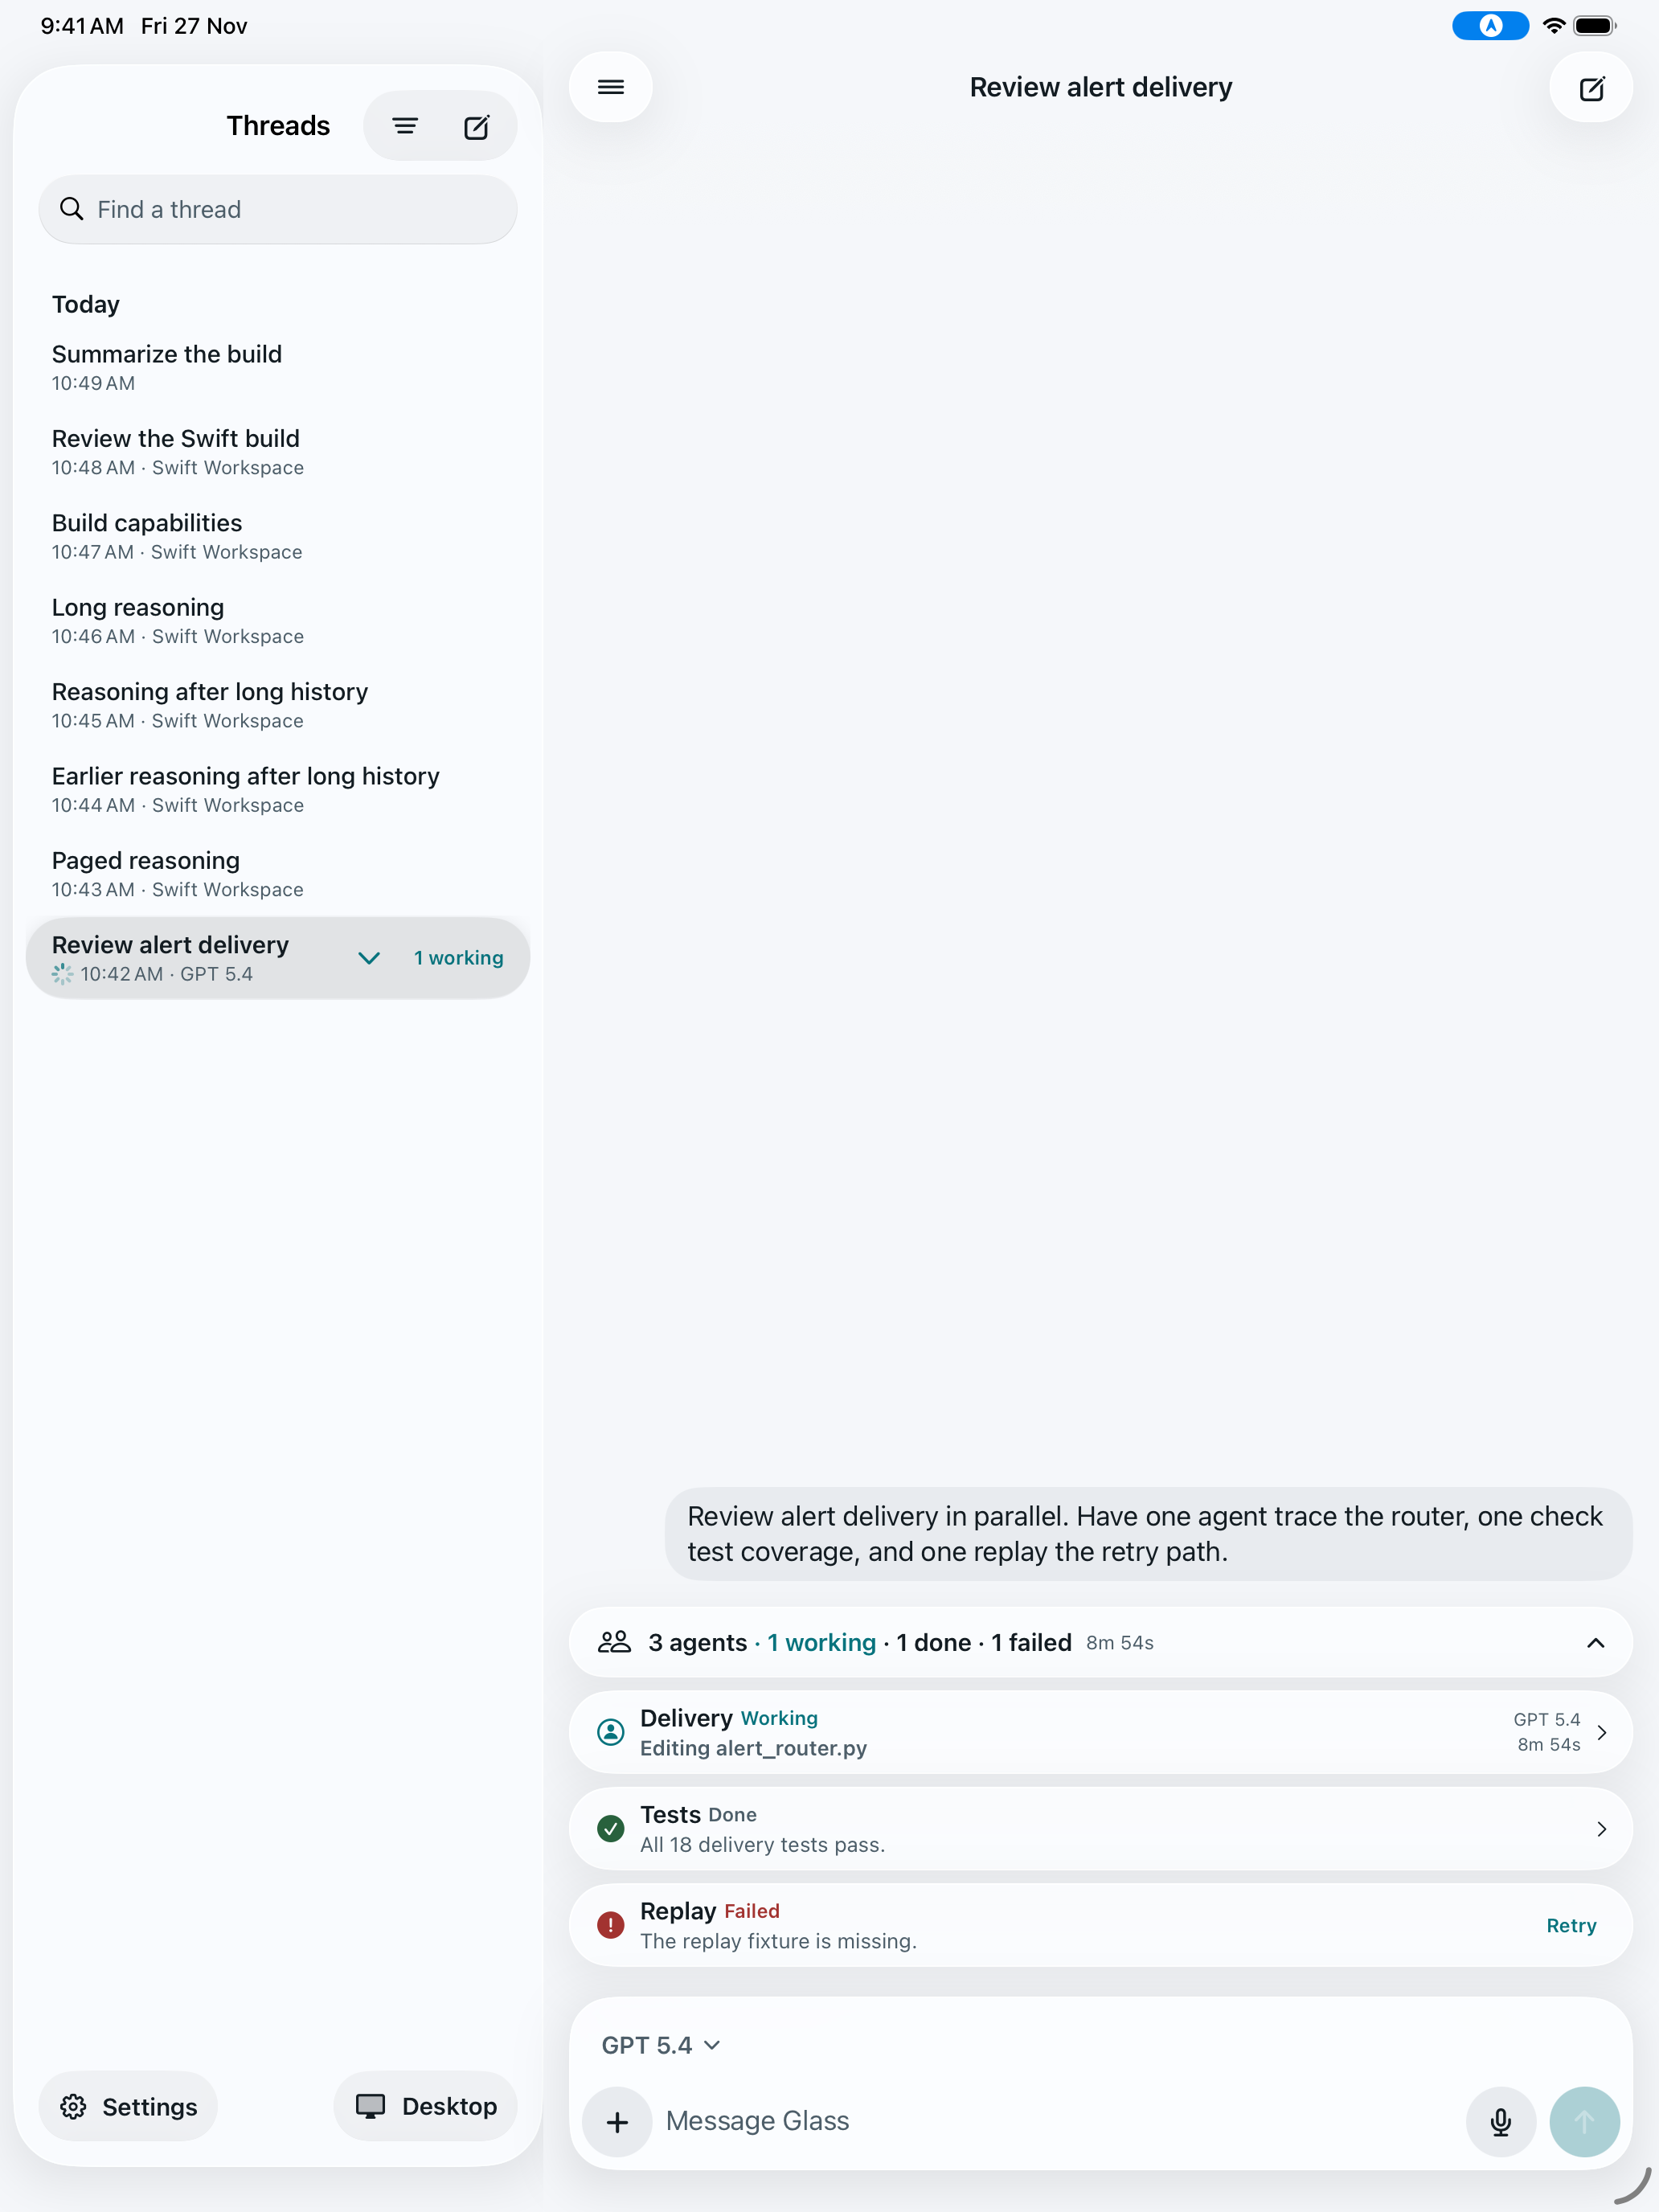 9:41 AM Fri 27 Nov
Threads
Find a thread
Today
Summarize the build
10:49 AM
Review the Swift build
10:48 AM · Swift Workspace
Build capabilities
10:47 AM · Swift Workspace
Long reasoning
10:46 AM · Swift Workspace
Reasoning after long history
10:45 AM · Swift Workspace
Earlier reasoning after long history
10:44 AM · Swift Workspace
Paged reasoning
10:43 AM · Swift Workspace
Review alert delivery
10:42 AM · GPT 5.4
1 working
Settings
Desktop
Review alert delivery
Review alert delivery in parallel. Have one agent trace the router, one check
test coverage, and one replay the retry path.
3 agents · 1 working · 1 done · 1 failed 8m 54s
Delivery Working
Editing alert_router.py
GPT 5.4
8m 54s
Tests Done
All 18 delivery tests pass.
Replay Failed
The replay fixture is missing.
Retry
GPT 5.4
Message Glass